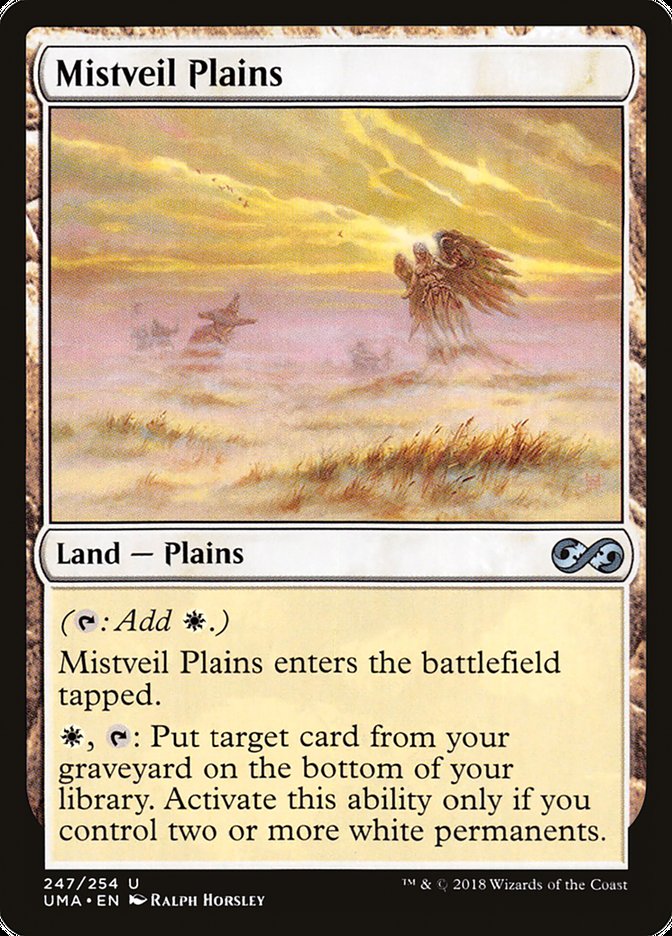 Mistveil Plains
Land — Plains
(: Add .)
Mistveil Plains enters the battlefield
tapped.
, : Put target card from your
graveyard on the bottom of your
library. Activate this ability only if you
control two or more white permanents.
247/254 U
™ & © 2018 Wizards of the Coast
UMA • EN Ralph Horsley